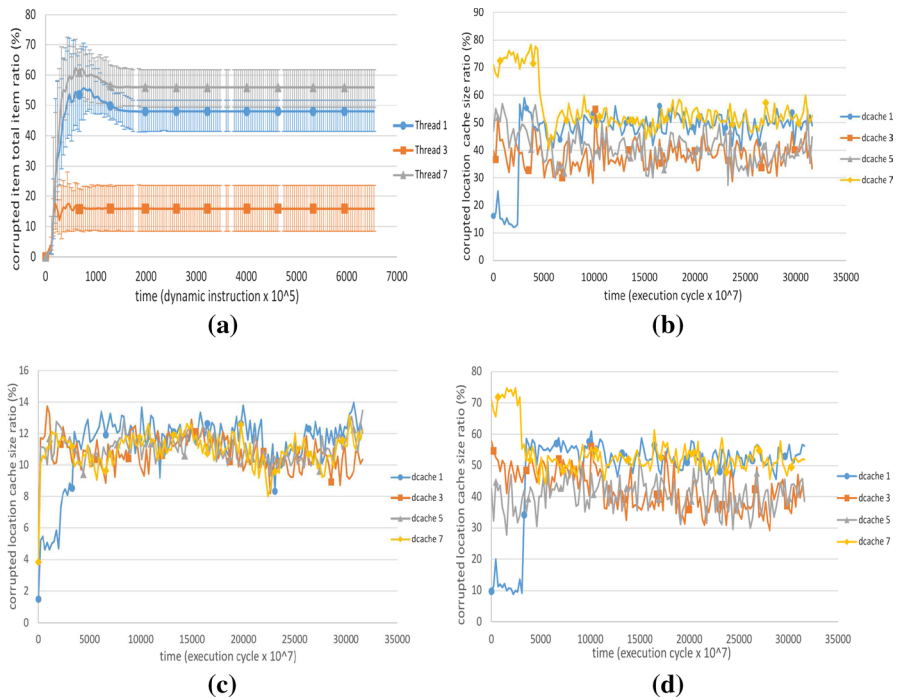 corrupted item total item ratio (%)
80
70
60
50
40
30
20
10
0
0 1000 2000 3000 4000 5000 6000 7000
time (dynamic instruction x 10^5)
Thread 1
Thread 3
Thread 7
(a)
corrupted location cache size ratio (%)
90
80
70
60
50
40
30
20
10
0 5000 10000 15000 20000 25000 30000 35000
time (execution cycle x 10^7)
dcache 1
dcache 3
dcache 5
dcache 7
(b)
corrupted location cache size ratio (%)
16
14
12
10
8
6
4
2
0
0 5000 10000 15000 20000 25000 30000 35000
time (execution cycle x 10^7)
dcache 1
dcache 3
dcache 5
dcache 7
(c)
corrupted location cache size ratio (%)
80
70
60
50
40
30
20
10
0
0 5000 10000 15000 20000 25000 30000 35000
time (execution cycle x 10^7)
dcache 1
dcache 3
dcache 5
dcache 7
(d)